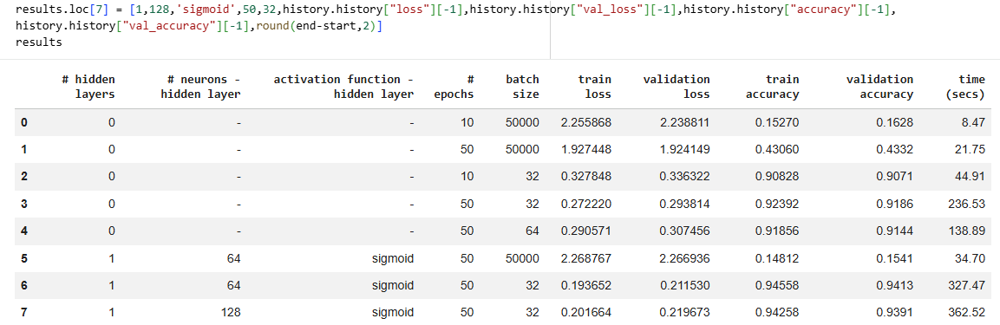 results.loc[7] = [1,128,'sigmoid',50,32,history.history["loss"][-1],history.history["val_loss"][-1],history.history["accuracy"][-1],
history.history["val_accuracy"][-1],round(end-start,2)]
results
# hidden layers # neurons - hidden layer activation function - hidden layer # epochs batch size train loss validation loss train accuracy validation accuracy time (secs)
0 0 - - 10 50000 2.255868 2.238811 0.15270 0.1628 8.47
1 0 - - 50 50000 1.927448 1.924149 0.43060 0.4332 21.75
2 0 - - 10 32 0.327848 0.336322 0.90828 0.9071 44.91
3 0 - - 50 32 0.272220 0.293814 0.92392 0.9186 236.53
4 0 - - 50 64 0.290571 0.307456 0.91856 0.9144 138.89
5 1 64 sigmoid 50 50000 2.268767 2.266936 0.14812 0.1541 34.70
6 1 64 sigmoid 50 32 0.193652 0.211530 0.94558 0.9413 327.47
7 1 128 sigmoid 50 32 0.201664 0.219673 0.94258 0.9391 362.52